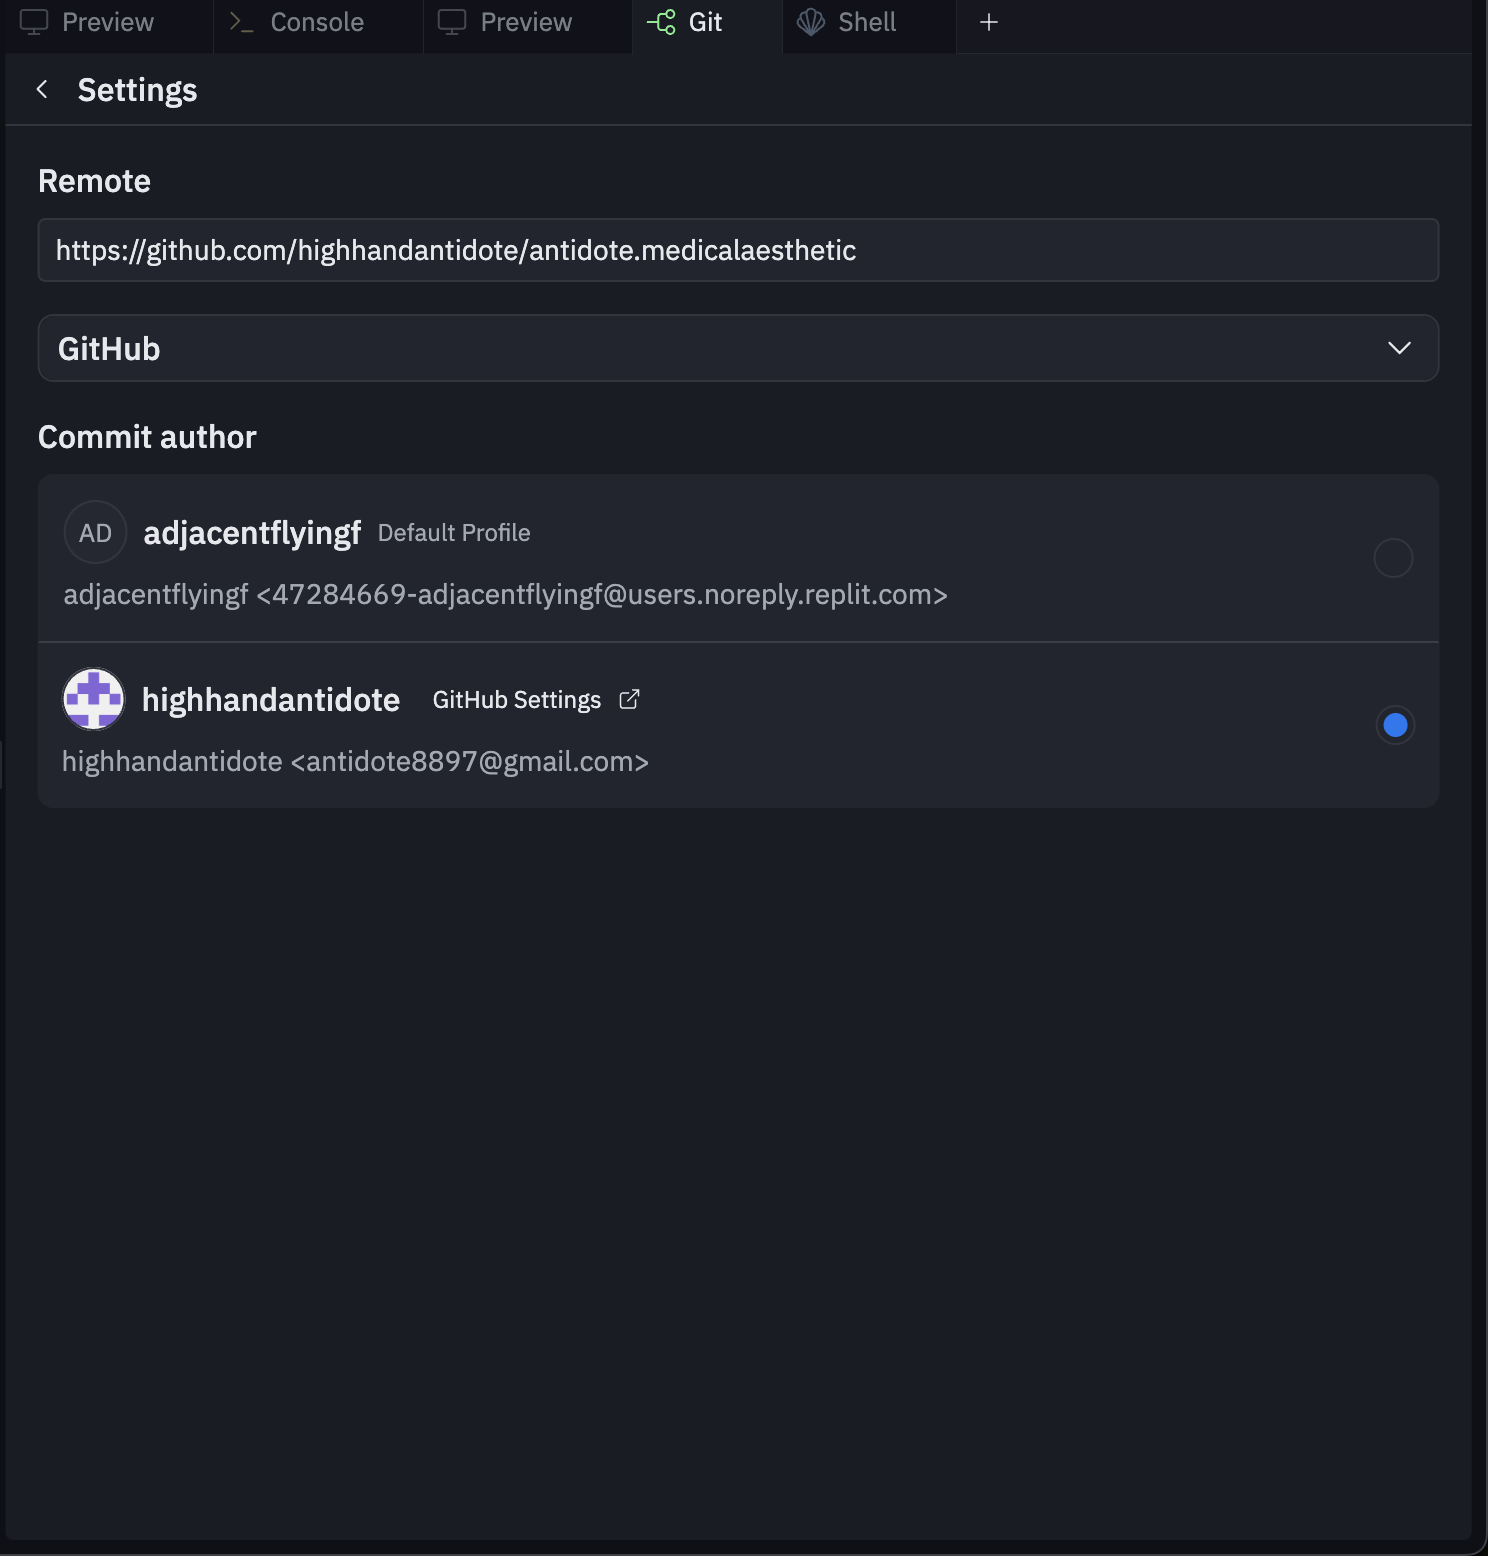 Preview
Console
Preview
Git
Shell
Settings
Remote
https://github.com/highhandantidote/antidote.medicalaesthetic
GitHub
Commit author
AD
adjacentflyingf Default Profile
adjacentflyingf <47284669-adjacentflyingf@users.noreply.replit.com>
highhandantidote GitHub Settings
highhandantidote <antidote8897@gmail.com>